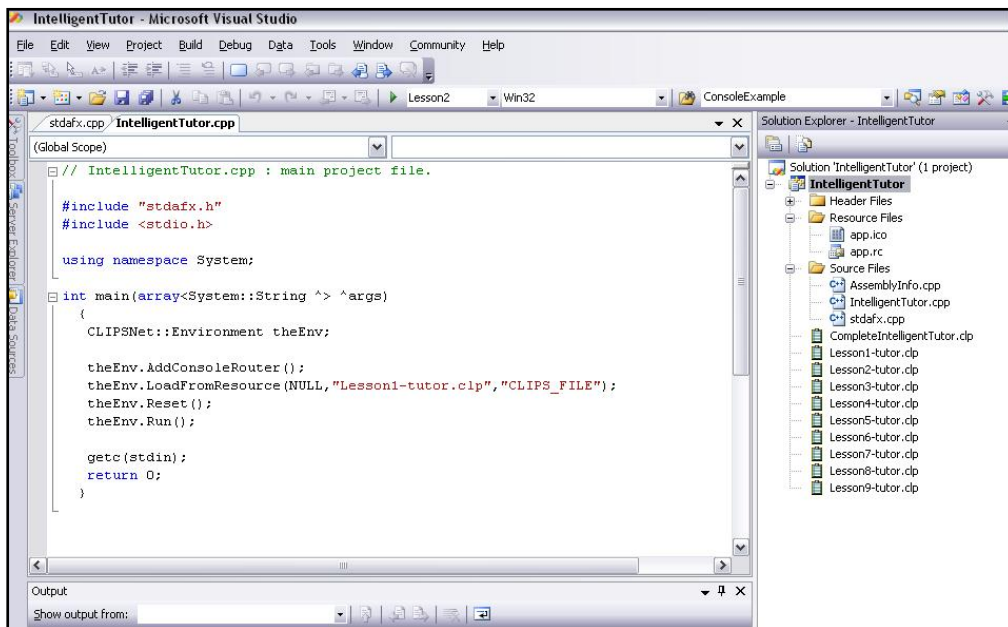 IntelligentTutor - Microsoft Visual Studio
File Edit View Project Build Debug Data Tools Window Community Help
Lesson2 Win32 ConsoleExample
stdafx.cpp IntelligentTutor.cpp
(Global Scope)
// IntelligentTutor.cpp : main project file.
#include "stdafx.h"
#include <stdio.h>
using namespace System;
int main(array<System::String ^> ^args)
{
CLIPSNet::Environment theEnv;
theEnv.AddConsoleRouter();
theEnv.LoadFromResource(NULL,"Lesson1-tutor.clp","CLIPS_FILE");
theEnv.Reset();
theEnv.Run();
getc(stdin);
return 0;
}
Output
Show output from:
Toolbox
Server Explorer
Data Sources
Solution Explorer - IntelligentTutor
Solution 'IntelligentTutor' (1 project)
IntelligentTutor
Header Files
Resource Files
app.ico
app.rc
Source Files
AssemblyInfo.cpp
IntelligentTutor.cpp
stdafx.cpp
CompleteIntelligentTutor.clp
Lesson1-tutor.clp
Lesson2-tutor.clp
Lesson3-tutor.clp
Lesson4-tutor.clp
Lesson5-tutor.clp
Lesson6-tutor.clp
Lesson7-tutor.clp
Lesson8-tutor.clp
Lesson9-tutor.clp